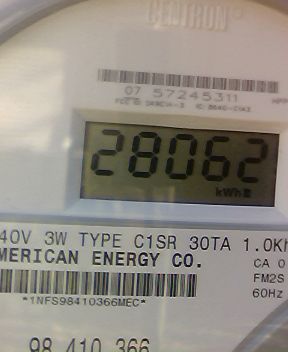 CENTRON
07 57245311
28062
kWh
40V 3W TYPE C1SR 30TA 1.0Kh
MERICAN ENERGY CO.
CA 0
FM2S
*1NFS98410366MEC*
60Hz
98 410 366